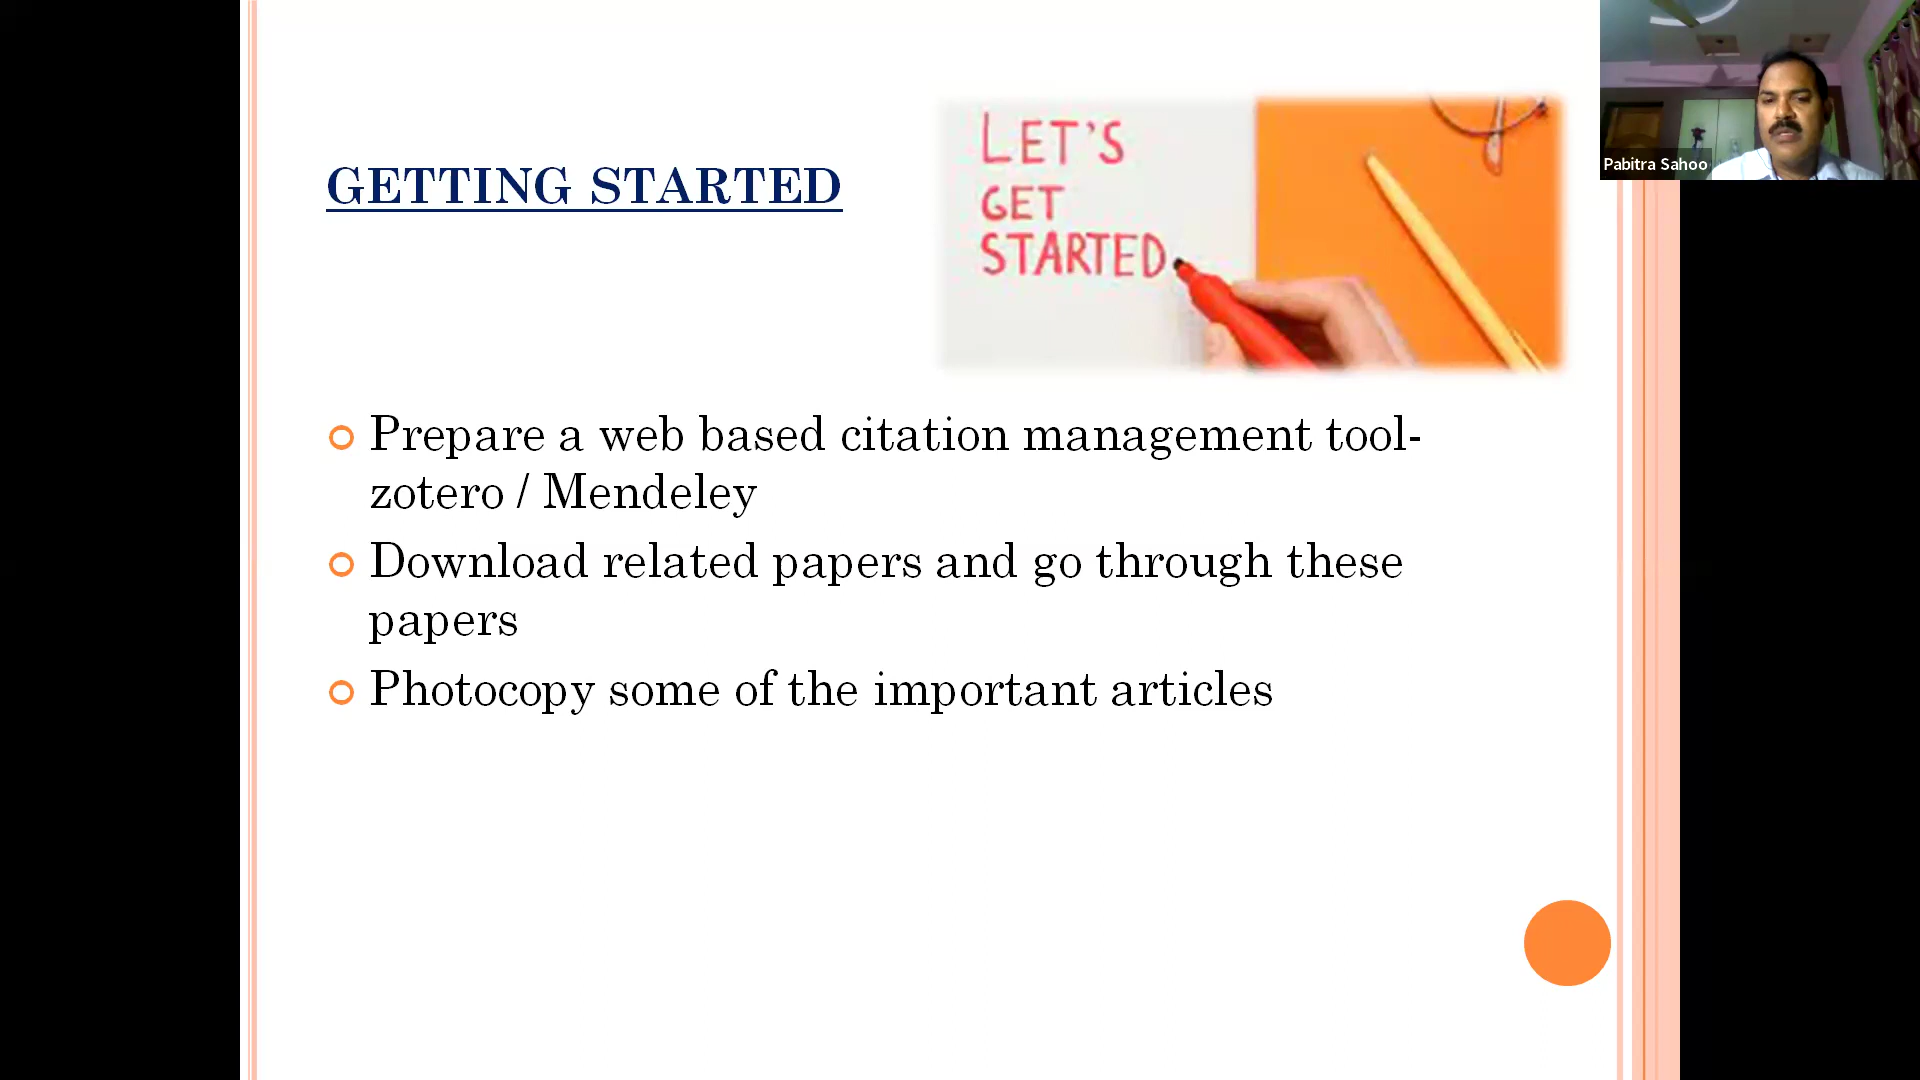 GETTING STARTED
LET'S
GET
STARTED
Pabitra Sahoo
Prepare a web based citation management tool-
zotero / Mendeley
Download related papers and go through these
papers
Photocopy some of the important articles